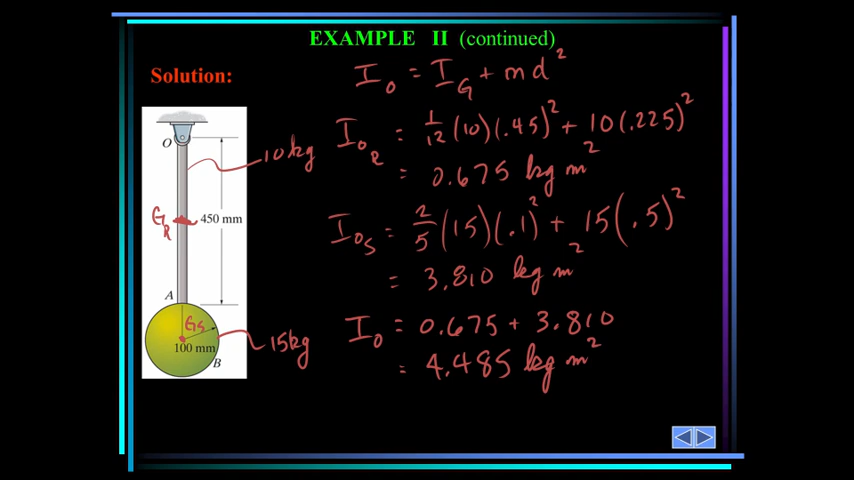 EXAMPLE II (continued)
Solution:
I_O = I_G + md²
I_OR = 1/12 (10)(.45)² + 10(.225)²
= 0.675 kg m²
I_OS = 2/5 (15)(.1)² + 15(.5)²
= 3.810 kg m²
I_O = 0.675 + 3.810
= 4.485 kg m²
O
10kg
G_R
450 mm
A
G_S
100 mm
15kg
B